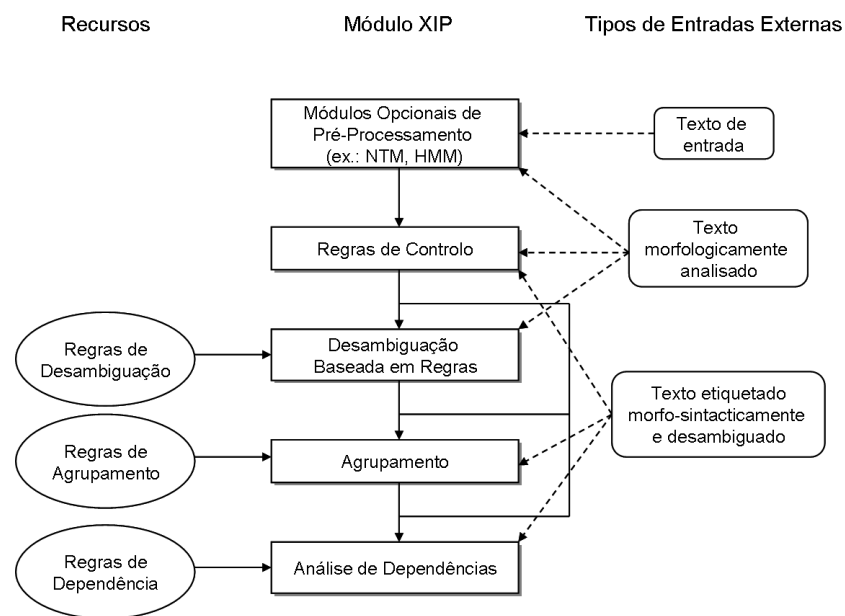 Recursos
Módulo XIP
Tipos de Entradas Externas
Módulos Opcionais de
Pré-Processamento
(ex.: NTM, HMM)
Texto de
entrada
Regras de Controlo
Texto
morfologicamente
analisado
Regras de
Desambiguação
Desambiguação
Baseada em Regras
Texto etiquetado
morfo-sintacticamente
e desambiguado
Regras de
Agrupamento
Agrupamento
Regras de
Dependência
Análise de Dependências